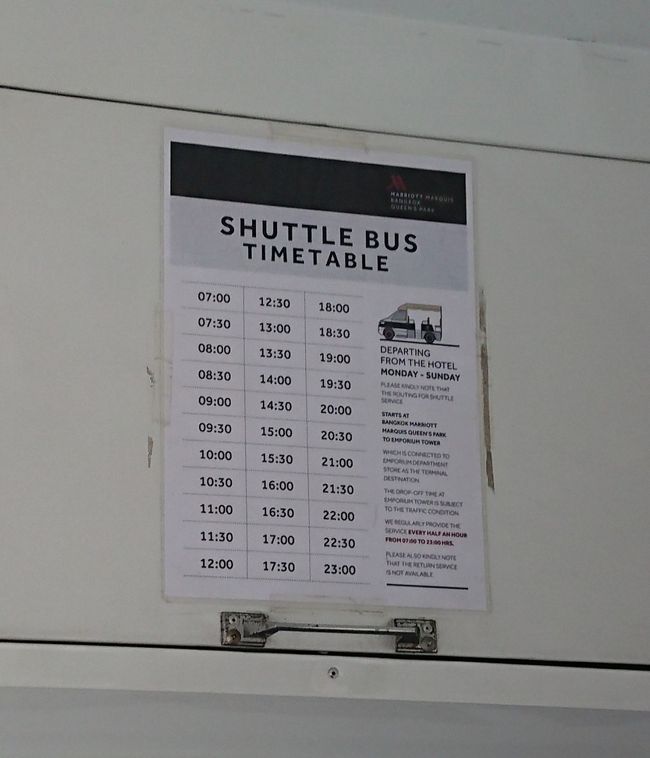 MARRIOTT MARQUIS
BANGKOK
QUEEN'S PARK
SHUTTLE BUS
TIMETABLE
07:00 12:30 18:00
07:30 13:00 18:30
08:00 13:30 19:00
08:30 14:00 19:30
09:00 14:30 20:00
09:30 15:00 20:30
10:00 15:30 21:00
10:30 16:00 21:30
11:00 16:30 22:00
11:30 17:00 22:30
12:00 17:30 23:00
DEPARTING
FROM THE HOTEL
MONDAY - SUNDAY
PLEASE KINDLY NOTE THAT
THE ROUTING FOR SHUTTLE
SERVICE
STARTS AT
BANGKOK MARRIOTT
MARQUIS QUEEN'S PARK
TO EMPORIUM TOWER
WHICH IS CONNECTED TO
EMPORIUM DEPARTMENT
STORE AS THE TERMINAL
DESTINATION.
THE DROP-OFF TIME AT
EMPORIUM TOWER IS SUBJECT
TO THE TRAFFIC CONDITION.
WE REGULARLY PROVIDE THE
SERVICE EVERY HALF AN HOUR
FROM 07:00 TO 23:00 HRS.
PLEASE ALSO KINDLY NOTE
THAT THE RETURN SERVICE
IS NOT AVAILABLE